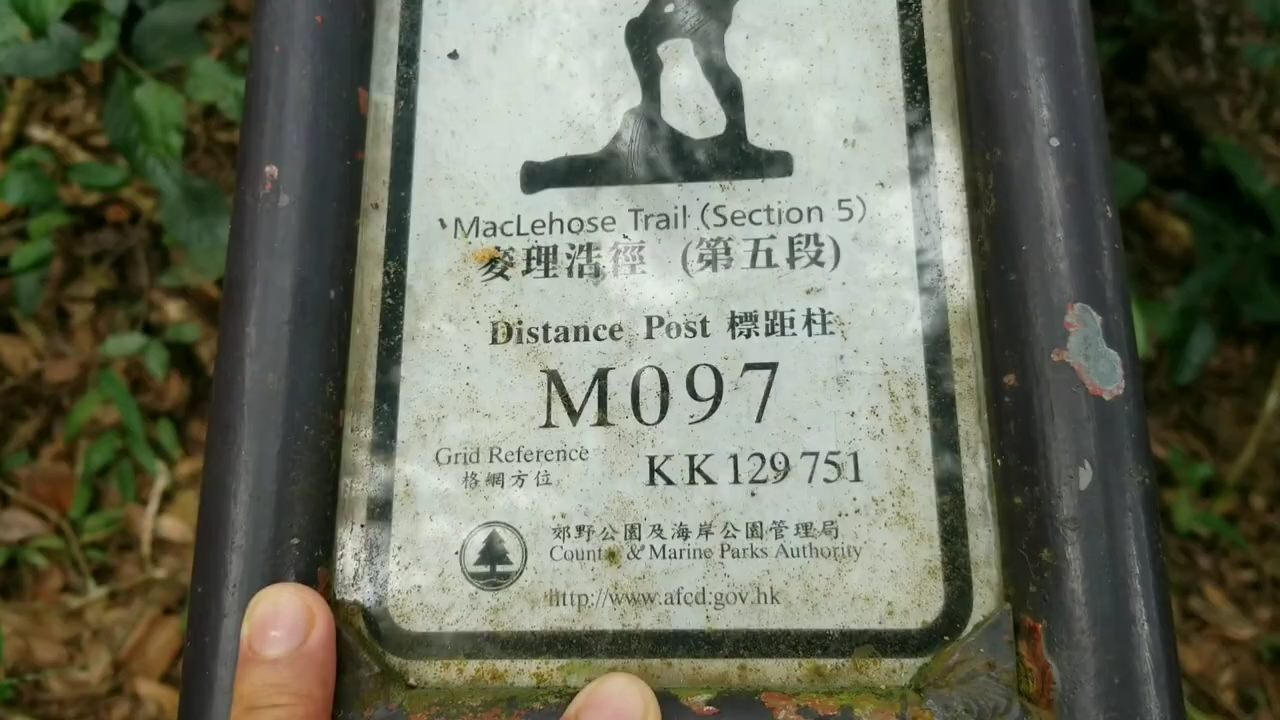 MacLehose Trail (Section 5)
麥理浩徑 (第五段)
Distance Post 標距柱
M097
Grid Reference
格網方位
KK 129 751
郊野公園及海岸公園管理局
Country & Marine Parks Authority
http://www.afcd.gov.hk